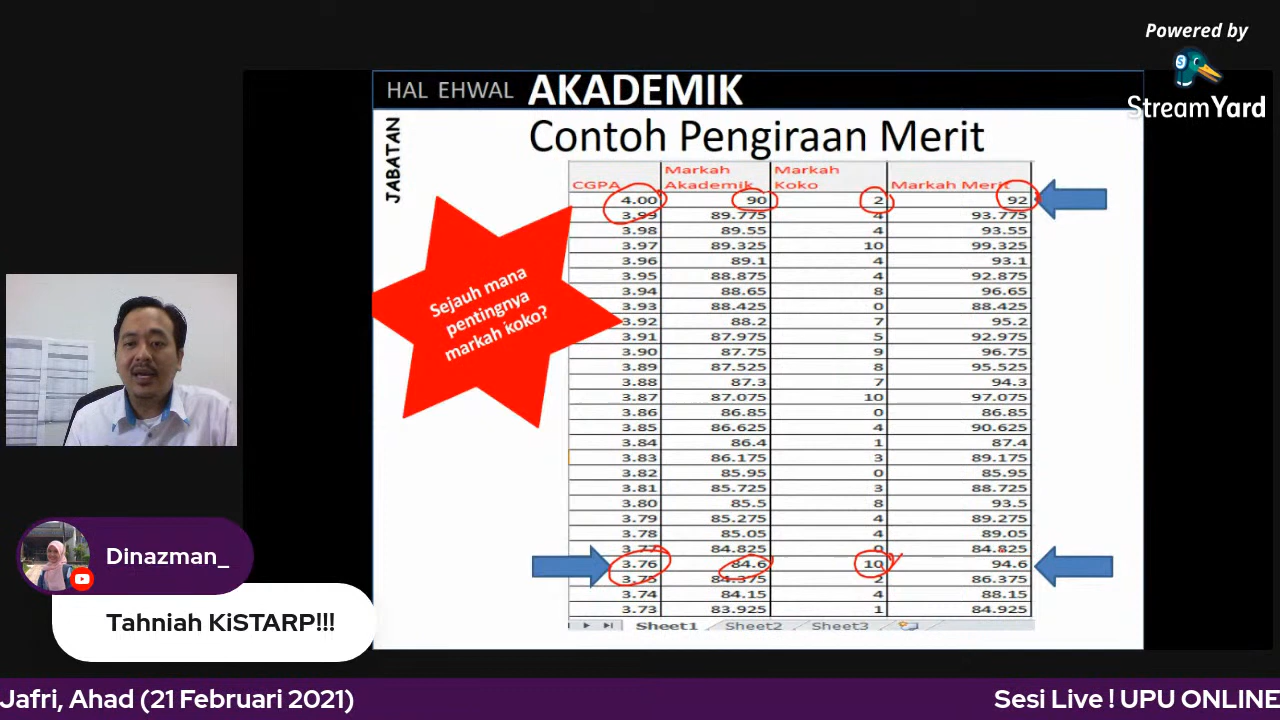 Powered by
StreamYard
HAL EHWAL AKADEMIK
JABATAN
Contoh Pengiraan Merit
Sejauh mana
pentingnya
markah koko?
CGPA Markah Akademik Markah Koko Markah Merit
4.00 90 2 92
3.99 89.775 4 93.775
3.98 89.55 4 93.55
3.97 89.325 10 99.325
3.96 89.1 4 93.1
3.95 88.875 4 92.875
3.94 88.65 8 96.65
3.93 88.425 0 88.425
3.92 88.2 7 95.2
3.91 87.975 5 92.975
3.90 87.75 9 96.75
3.89 87.525 8 95.525
3.88 87.3 7 94.3
3.87 87.075 10 97.075
3.86 86.85 0 86.85
3.85 86.625 4 90.625
3.84 86.4 1 87.4
3.83 86.175 3 89.175
3.82 85.95 0 85.95
3.81 85.725 3 88.725
3.80 85.5 8 93.5
3.79 85.275 4 89.275
3.78 85.05 4 89.05
3.77 84.825 0 84.825
3.76 84.6 10 94.6
3.75 84.375 2 86.375
3.74 84.15 4 88.15
3.73 83.925 1 84.925
Sheet1 Sheet2 Sheet3
Dinazman_
Tahniah KiSTARP!!!
Jafri, Ahad (21 Februari 2021)
Sesi Live ! UPU ONLINE